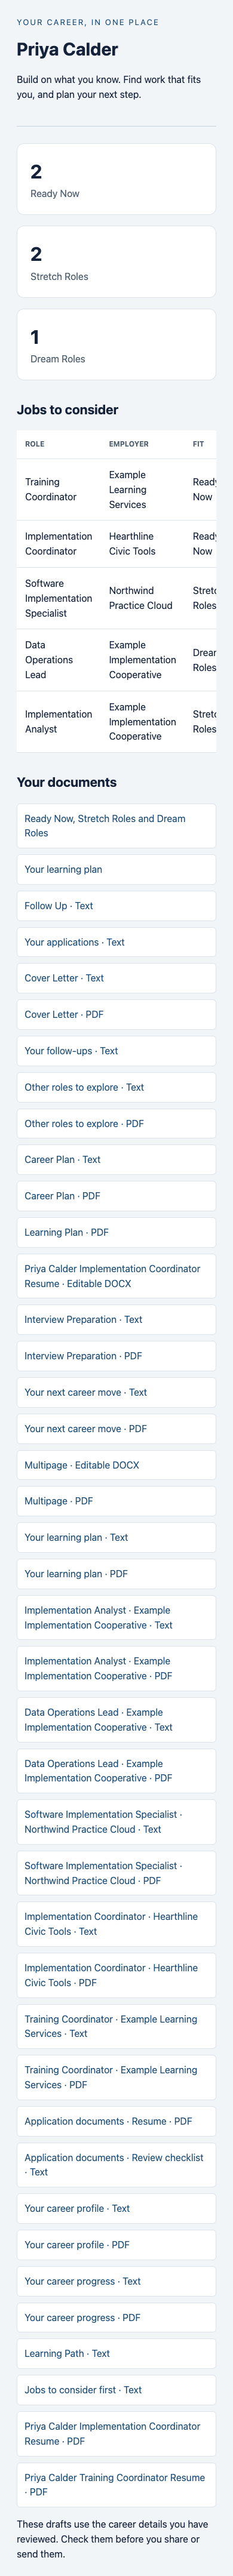 YOUR CAREER, IN ONE PLACE
Priya Calder
Build on what you know. Find work that fits
you, and plan your next step.
2
Ready Now
2
Stretch Roles
1
Dream Roles
Jobs to consider
ROLE EMPLOYER FIT
Training
Coordinator
Example
Learning
Services
Ready
Now
Implementation
Coordinator
Hearthline
Civic Tools
Ready
Now
Software
Implementation
Specialist
Northwind
Practice Cloud
Stretc
Roles
Data
Operations
Lead
Example
Implementation
Cooperative
Dream
Roles
Implementation
Analyst
Example
Implementation
Cooperative
Stretc
Roles
Your documents
Ready Now, Stretch Roles and Dream
Roles
Your learning plan
Follow Up · Text
Your applications · Text
Cover Letter · Text
Cover Letter · PDF
Your follow-ups · Text
Other roles to explore · Text
Other roles to explore · PDF
Career Plan · Text
Career Plan · PDF
Learning Plan · PDF
Priya Calder Implementation Coordinator
Resume · Editable DOCX
Interview Preparation · Text
Interview Preparation · PDF
Your next career move · Text
Your next career move · PDF
Multipage · Editable DOCX
Multipage · PDF
Your learning plan · Text
Your learning plan · PDF
Implementation Analyst · Example
Implementation Cooperative · Text
Implementation Analyst · Example
Implementation Cooperative · PDF
Data Operations Lead · Example
Implementation Cooperative · Text
Data Operations Lead · Example
Implementation Cooperative · PDF
Software Implementation Specialist ·
Northwind Practice Cloud · Text
Software Implementation Specialist ·
Northwind Practice Cloud · PDF
Implementation Coordinator · Hearthline
Civic Tools · Text
Implementation Coordinator · Hearthline
Civic Tools · PDF
Training Coordinator · Example Learning
Services · Text
Training Coordinator · Example Learning
Services · PDF
Application documents · Resume · PDF
Application documents · Review checklist
· Text
Your career profile · Text
Your career profile · PDF
Your career progress · Text
Your career progress · PDF
Learning Path · Text
Jobs to consider first · Text
Priya Calder Implementation Coordinator
Resume · PDF
Priya Calder Training Coordinator Resume
· PDF
These drafts use the career details you have
reviewed. Check them before you share or
send them.